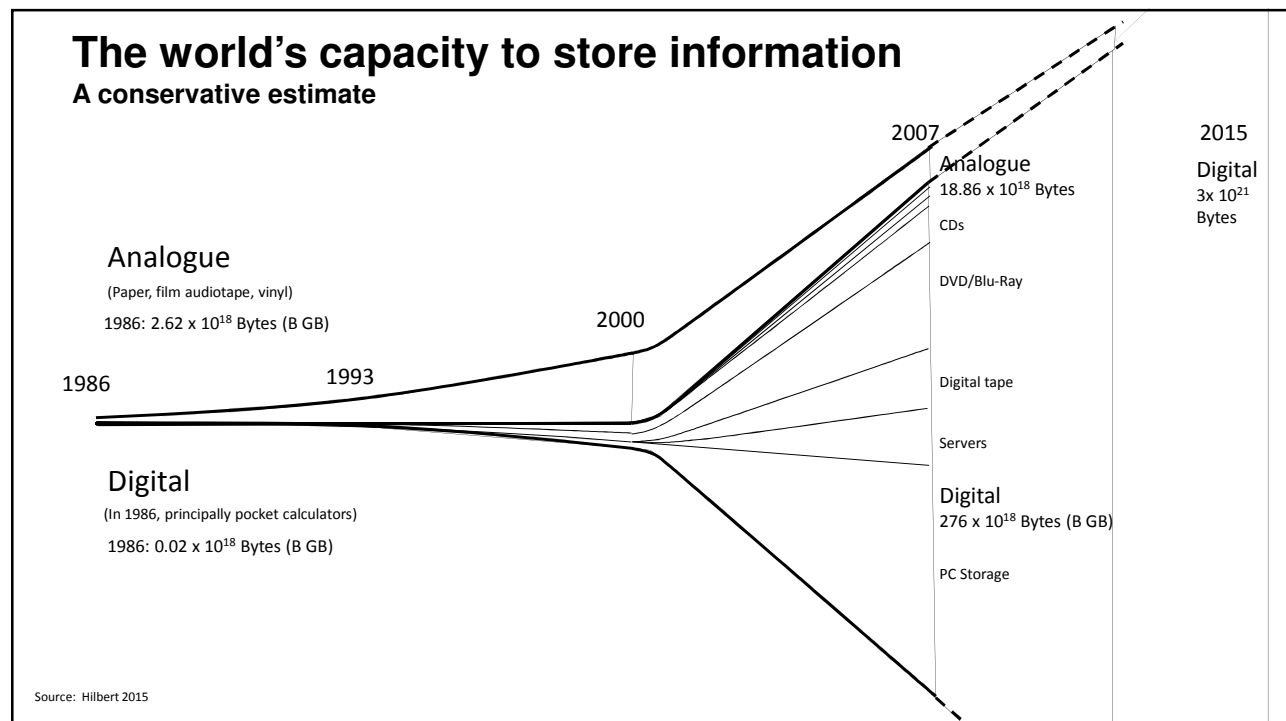 The world’s capacity to store information
A conservative estimate
2007
2015
Analogue
18.86 x 10¹⁸ Bytes
Digital
3x 10²¹
Bytes
CDs
Analogue
(Paper, film audiotape, vinyl)
1986: 2.62 x 10¹⁸ Bytes (B GB)
DVD/Blu-Ray
2000
1993
1986
Digital tape
Servers
Digital
(In 1986, principally pocket calculators)
1986: 0.02 x 10¹⁸ Bytes (B GB)
Digital
276 x 10¹⁸ Bytes (B GB)
PC Storage
Source: Hilbert 2015